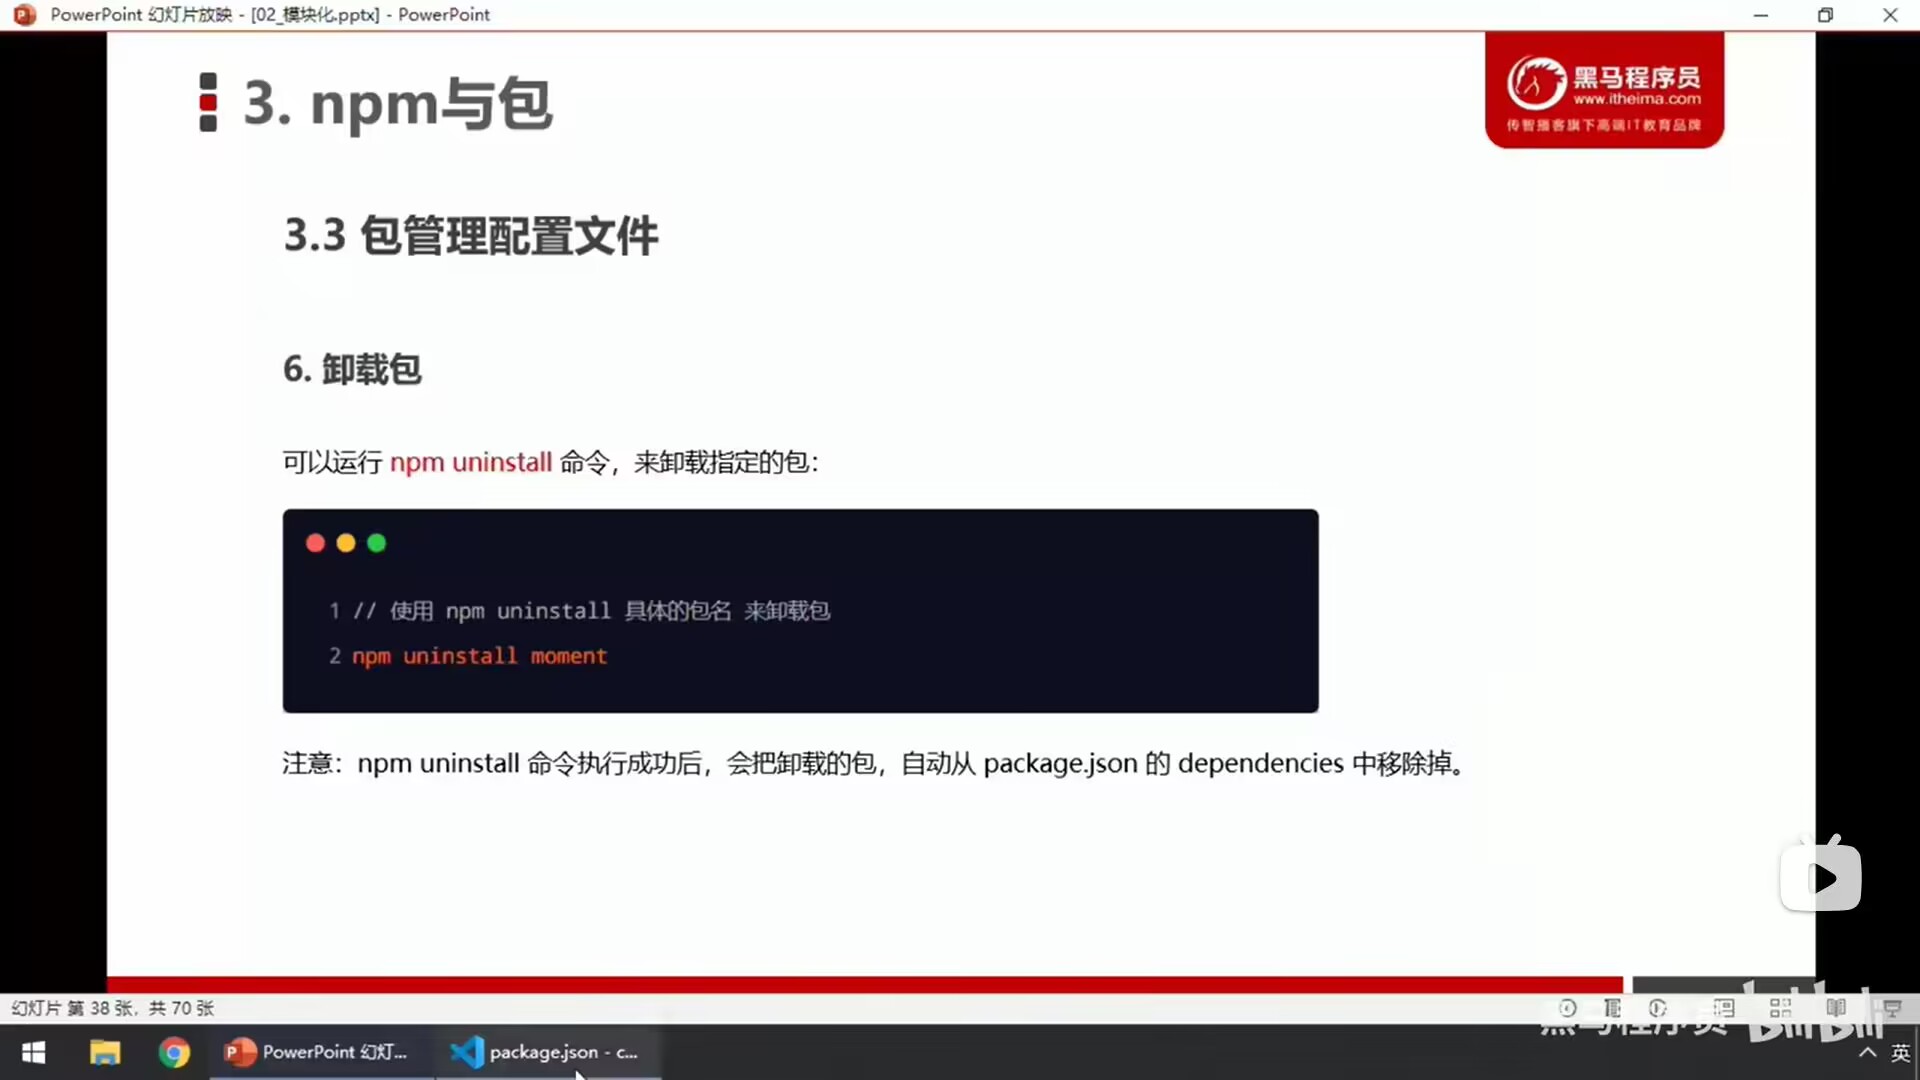 PowerPoint 幻灯片放映 - [02_模块化.pptx] - PowerPoint
3. npm与包
黑马程序员
www.itheima.com
传智播客旗下高端IT教育品牌
3.3 包管理配置文件
6. 卸载包
可以运行 npm uninstall 命令，来卸载指定的包：
1 // 使用 npm uninstall 具体的包名 来卸载包
2 npm uninstall moment
注意：npm uninstall 命令执行成功后，会把卸载的包，自动从 package.json 的 dependencies 中移除掉。
幻灯片 第 38 张，共 70 张
黑马程序员 bilibili
PowerPoint 幻灯...
package.json - c...
英